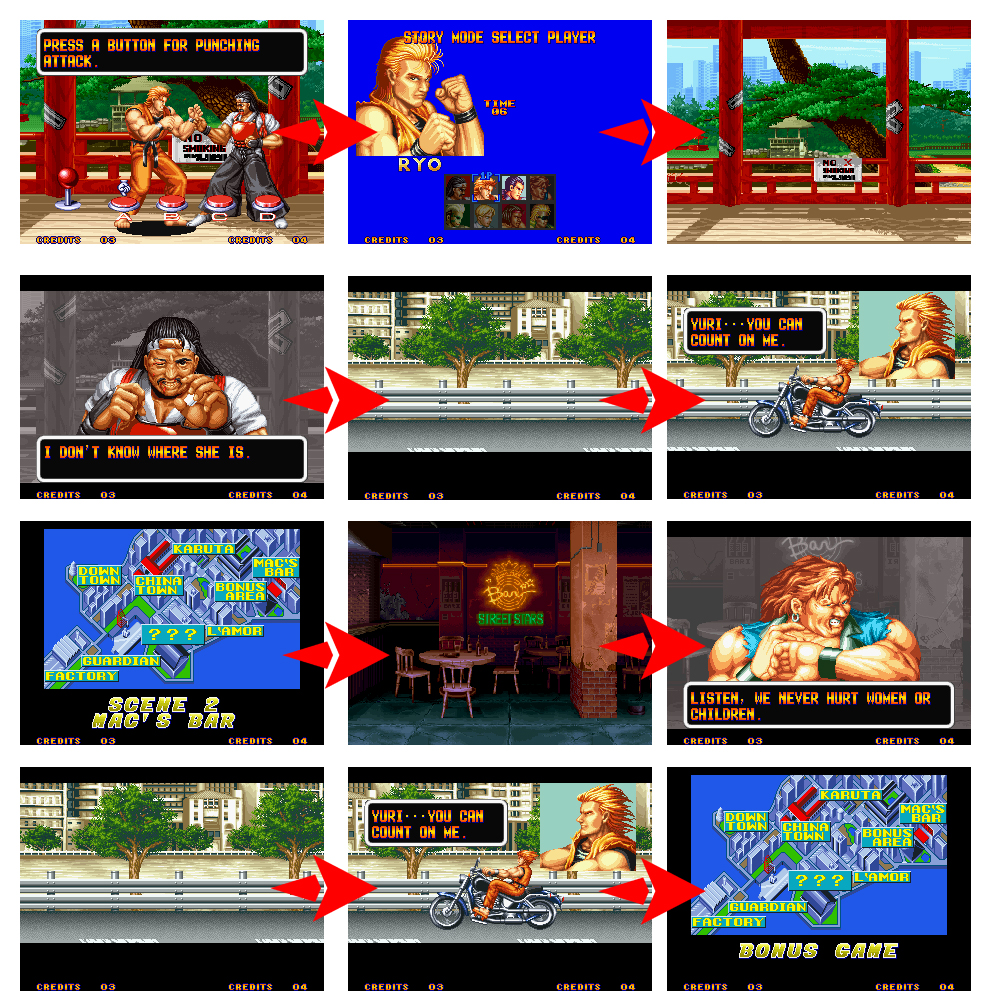 PRESS A BUTTON FOR PUNCHING
ATTACK.
NO
SMOKING
A B C D
CREDITS 03 CREDITS 04
STORY MODE SELECT PLAYER
TIME
06
RYO
1P
CREDITS 03 CREDITS 04
NO
SMOKING
I DON'T KNOW WHERE SHE IS.
CREDITS 03 CREDITS 04
CREDITS 03 CREDITS 04
YURI···YOU CAN
COUNT ON ME.
CREDITS 03 CREDITS 04
KARUTA
MAC'S
BAR
DOWN
TOWN
CHINA
TOWN
BONUS
AREA
???
L'AMOR
GUARDIAN
FACTORY
SCENE 2
MAC'S BAR
CREDITS 03 CREDITS 04
STREET STARS
LISTEN, WE NEVER HURT WOMEN OR
CHILDREN.
CREDITS 03 CREDITS 04
CREDITS 03 CREDITS 04
YURI···YOU CAN
COUNT ON ME.
CREDITS 03 CREDITS 04
KARUTA
MAC'S
BAR
DOWN
TOWN
CHINA
TOWN
BONUS
AREA
???
L'AMOR
GUARDIAN
FACTORY
BONUS GAME
CREDITS 03 CREDITS 04